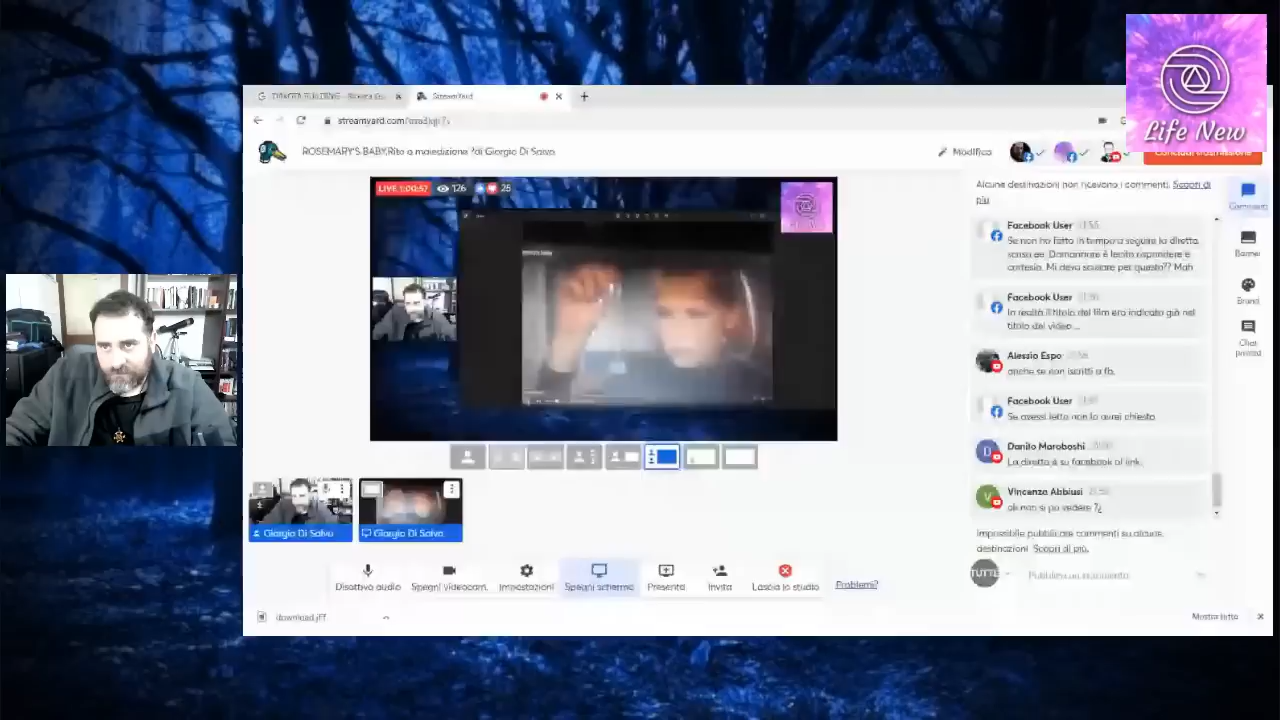 Life New
StreamYard
streamyard.com/
ROSEMARY'S BABY.Rito a maledizione ?di Giorgio Di Salvo
Modifica
LIVE 1:00:57 126 25
Alcune destinazioni non ricevono i commenti. Scopri di
più
Commenti
Facebook User
Se non ho fatto in tempo a seguire la diretta
Mi devo scusare per questo?? Mah
Banner
Facebook User
In realtà il titolo del film era indicato già nel
titolo del video ...
Brand
Alessio Espo
anche se non iscritti a fb.
Chat
privata
Facebook User
Se avessi letto non lo avrei chiesto
Danilo Maroboshi
La diretta è su facebook al link.
Vincenzo Abbiusi
ok non si può vedere ?¿
Impossibile pubblicare commenti su alcune
destinazioni Scopri di più.
Pubblica un commento
Giorgio Di Salvo
Giorgio Di Salvo
Disattiva audio
Spegni videocam.
Impostazioni
Spegni schermo
Presenta
Invita
Lascia lo studio
Problemi?
download.jfif
Mostra tutto